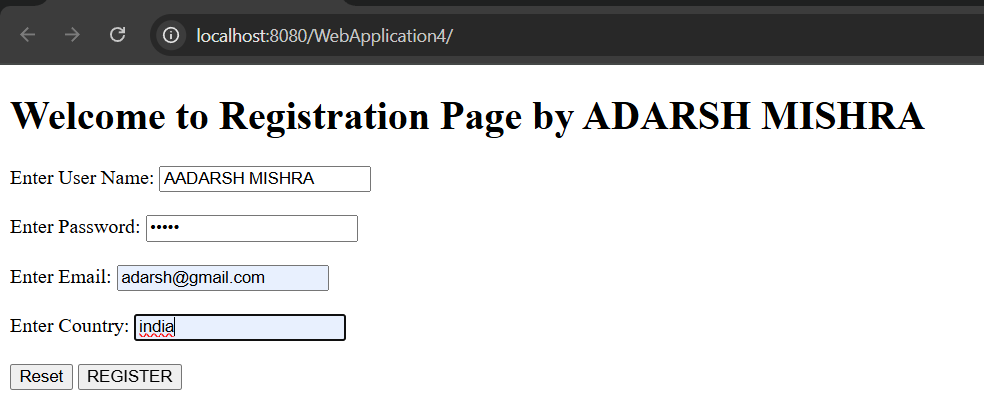 localhost:8080/WebApplication4/
Welcome to Registration Page by ADARSH MISHRA
Enter User Name: AADARSH MISHRA
Enter Password: •••••
Enter Email: adarsh@gmail.com
Enter Country: india
Reset REGISTER